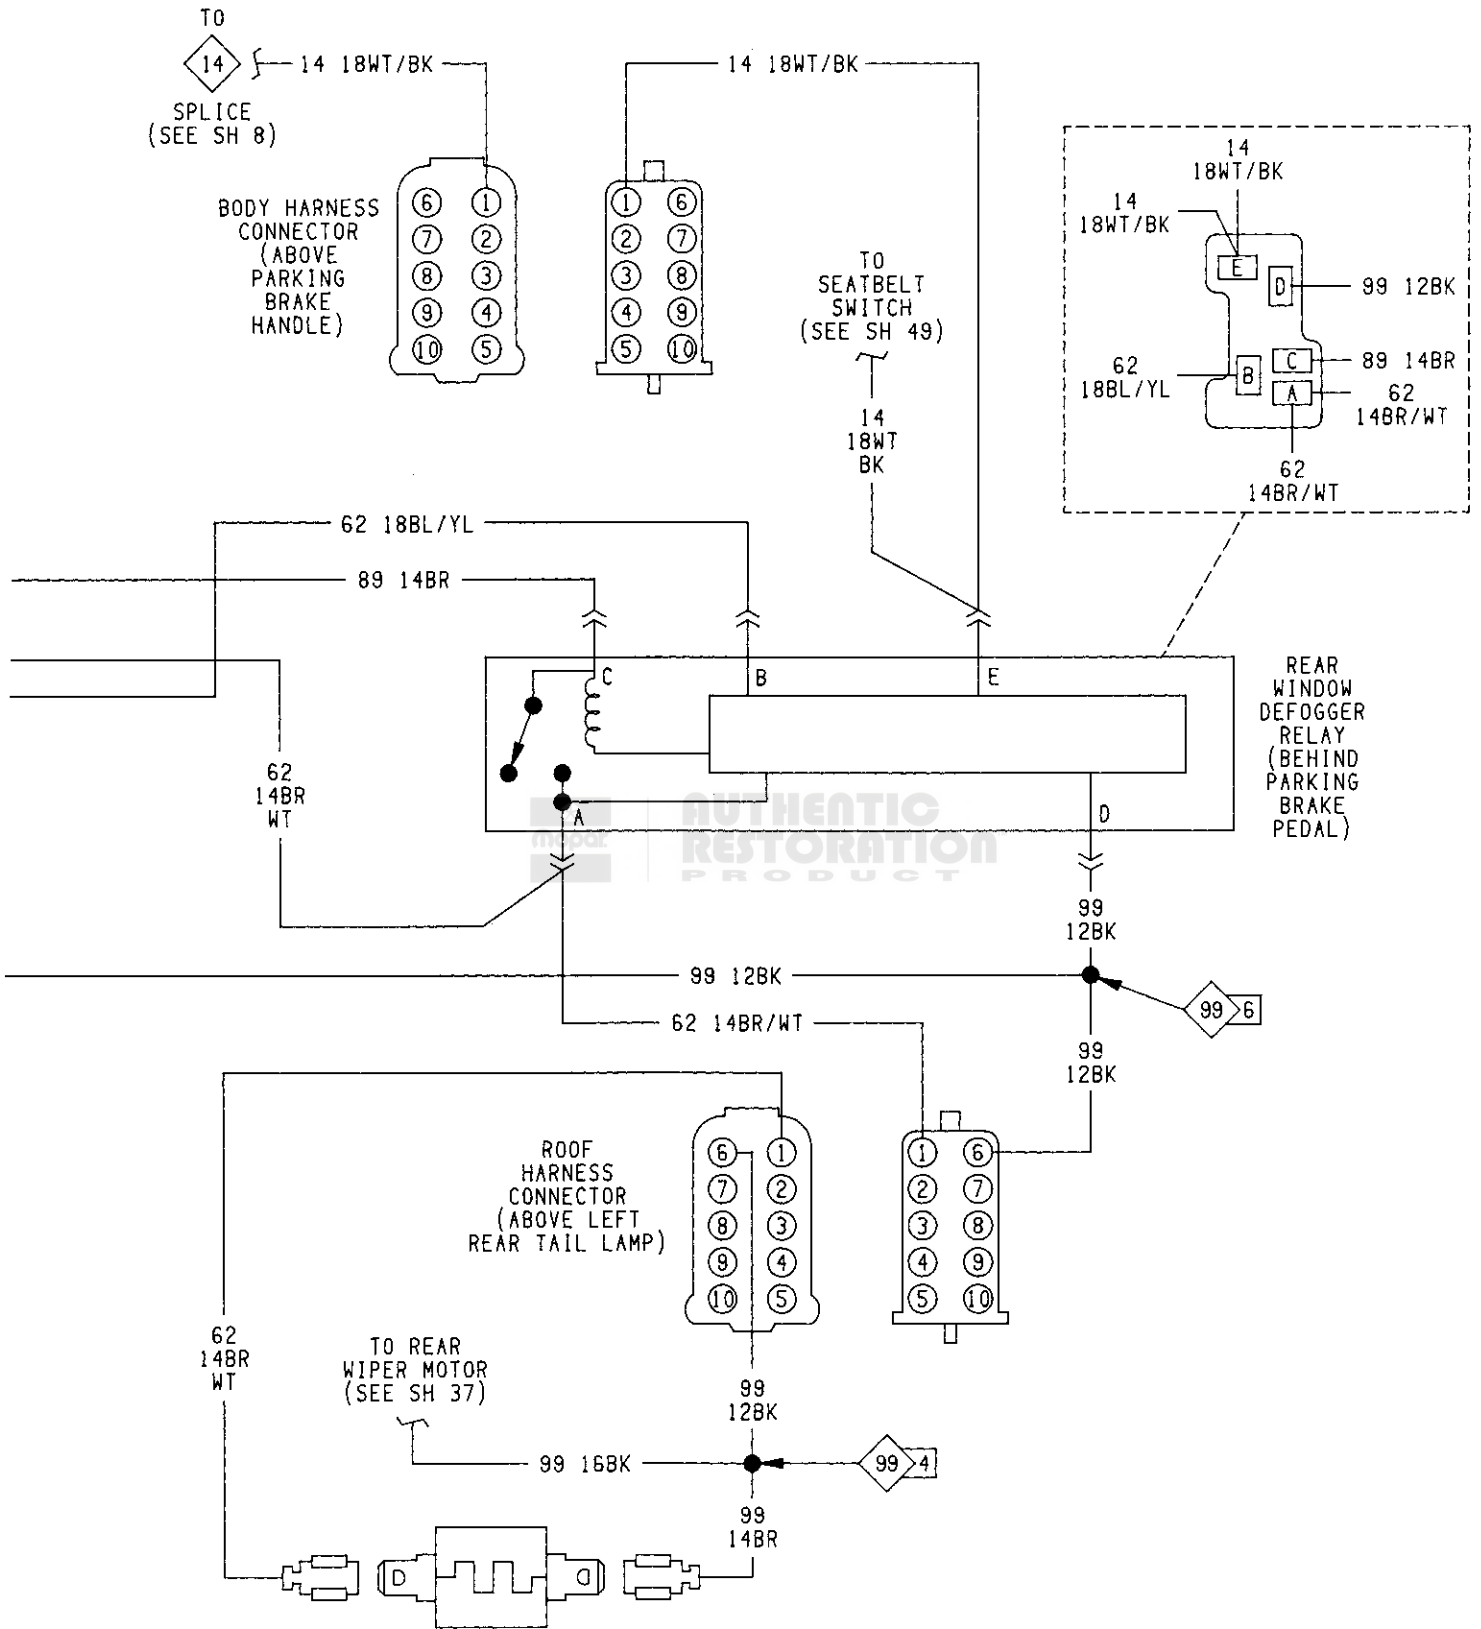 TO
14
14 18WT/BK
SPLICE
(SEE SH 8)
14 18WT/BK
BODY HARNESS
CONNECTOR
(ABOVE
PARKING
BRAKE
HANDLE)
6 1
7 2
8 3
9 4
10 5
1 6
2 7
3 8
4 9
5 10
TO
SEATBELT
SWITCH
(SEE SH 49)
14
18WT
BK
14
18WT/BK
14
18WT/BK
E
D
99 12BK
C
89 14BR
62
18BL/YL
B
A
62
14BR/WT
62
14BR/WT
62 18BL/YL
89 14BR
C
B
E
A
D
REAR
WINDOW
DEFOGGER
RELAY
(BEHIND
PARKING
BRAKE
PEDAL)
62
14BR
WT
mopar
AUTHENTIC
RESTORATION
PRODUCT
99
12BK
99 12BK
99 6
62 14BR/WT
99
12BK
ROOF
HARNESS
CONNECTOR
(ABOVE LEFT
REAR TAIL LAMP)
6 1
7 2
8 3
9 4
10 5
1 6
2 7
3 8
4 9
5 10
62
14BR
WT
TO REAR
WIPER MOTOR
(SEE SH 37)
99
12BK
99 16BK
99 4
99
14BR
D
D